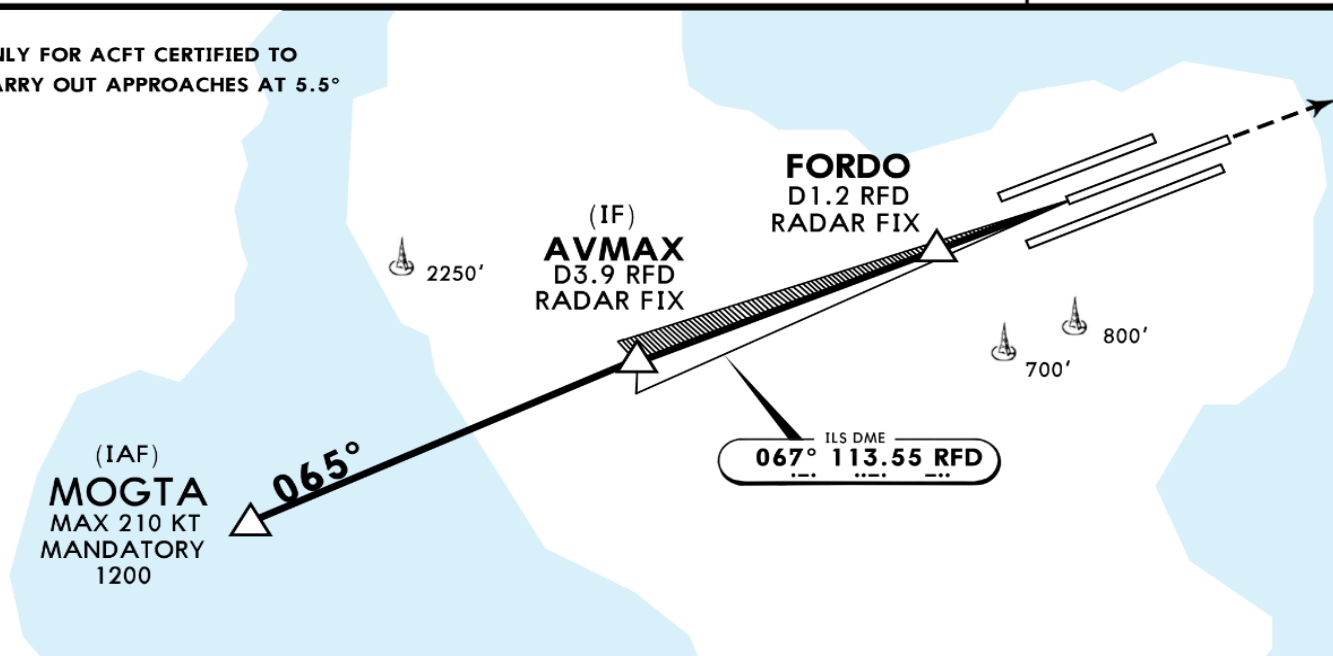 NLY FOR ACFT CERTIFIED TO
ARRY OUT APPROACHES AT 5.5°
FORDO
D1.2 RFD
RADAR FIX
(IF)
AVMAX
D3.9 RFD
RADAR FIX
2250'
800'
700'
ILS DME
067° 113.55 RFD
065°
(IAF)
MOGTA
MAX 210 KT
MANDATORY
1200